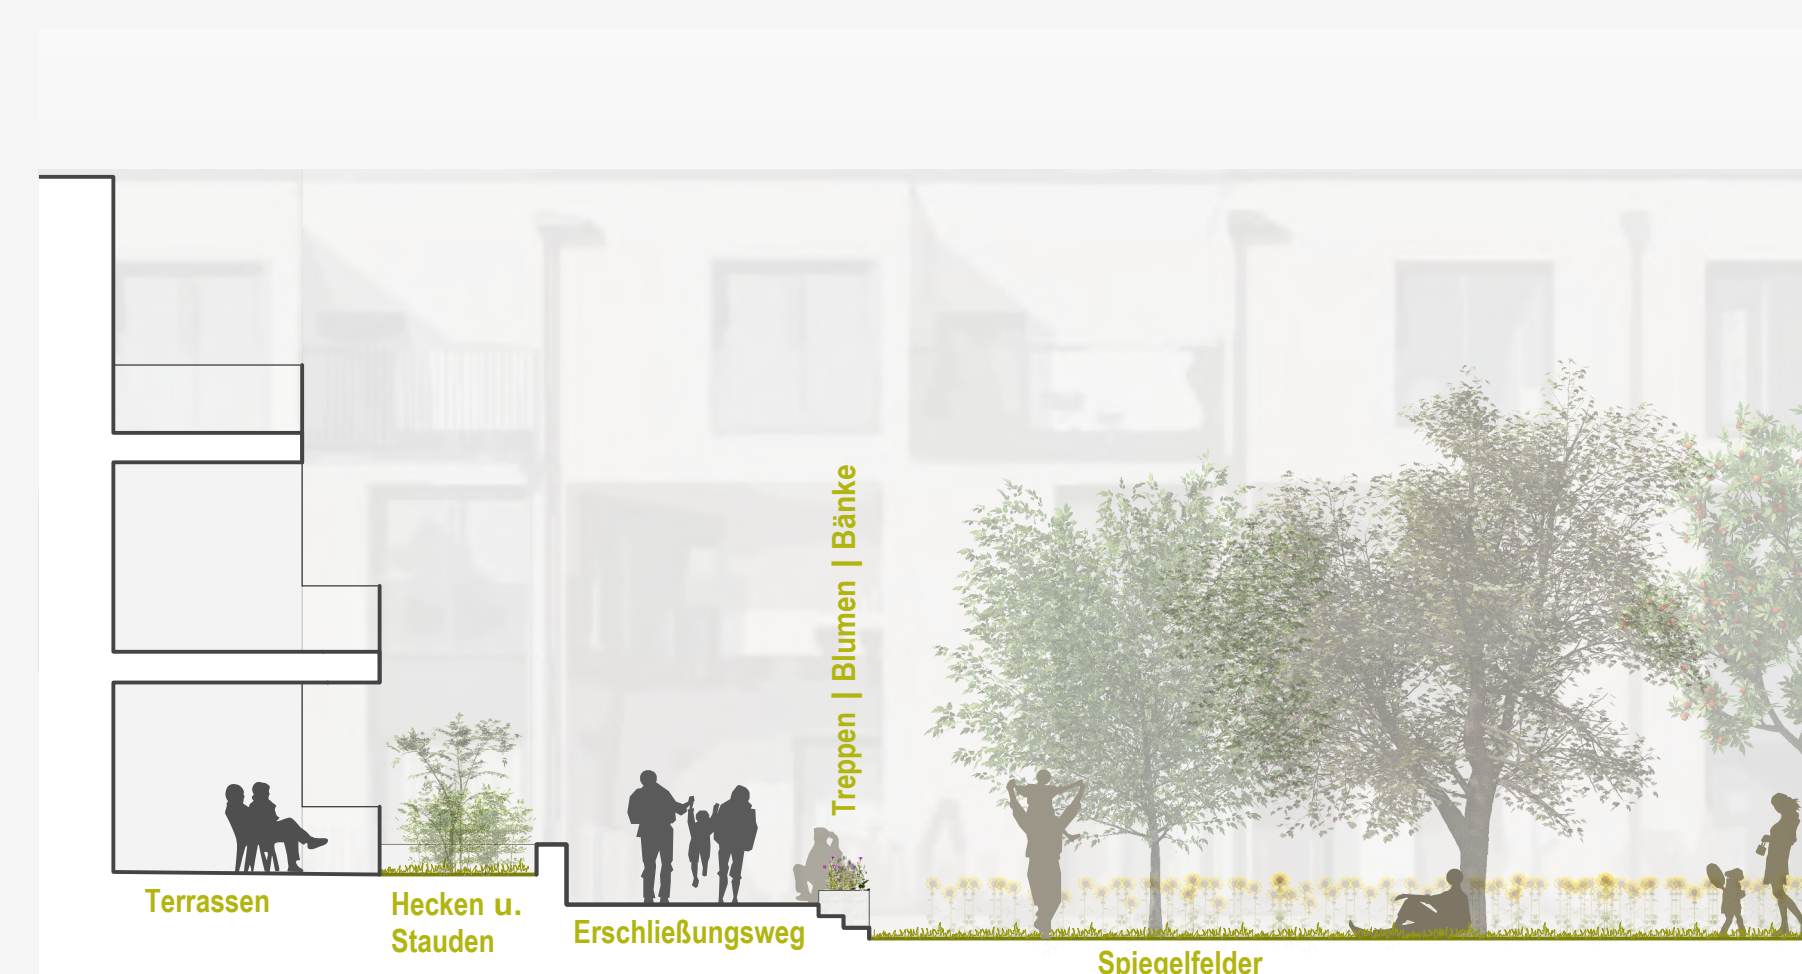 Treppen | Blumen | Bänke
Terrassen
Hecken u.
Stauden
Erschließungsweg
Spiegelfelder